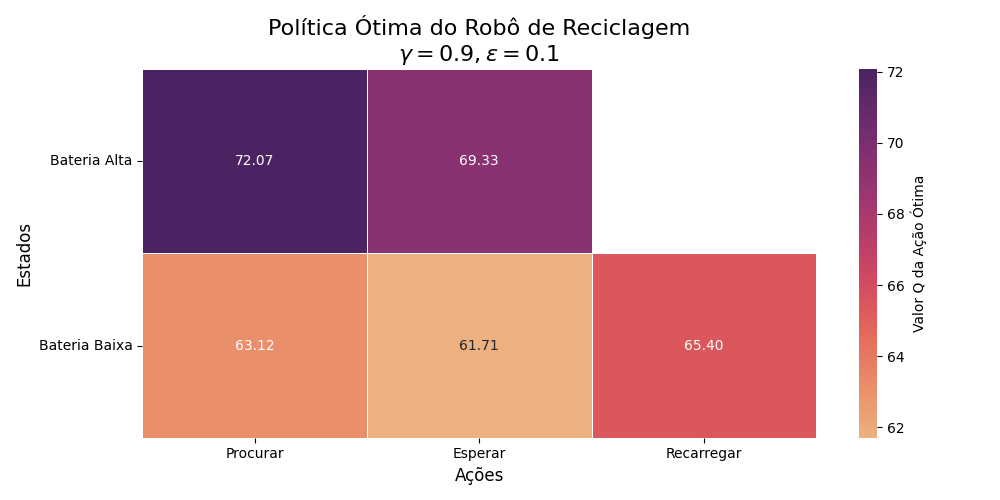 Política Ótima do Robô de Reciclagem
γ = 0.9, ε = 0.1
Estados
Bateria Alta
72.07
69.33
Bateria Baixa
63.12
61.71
65.40
Procurar
Esperar
Recarregar
Ações
72
70
68
66
64
62
Valor Q da Ação Ótima